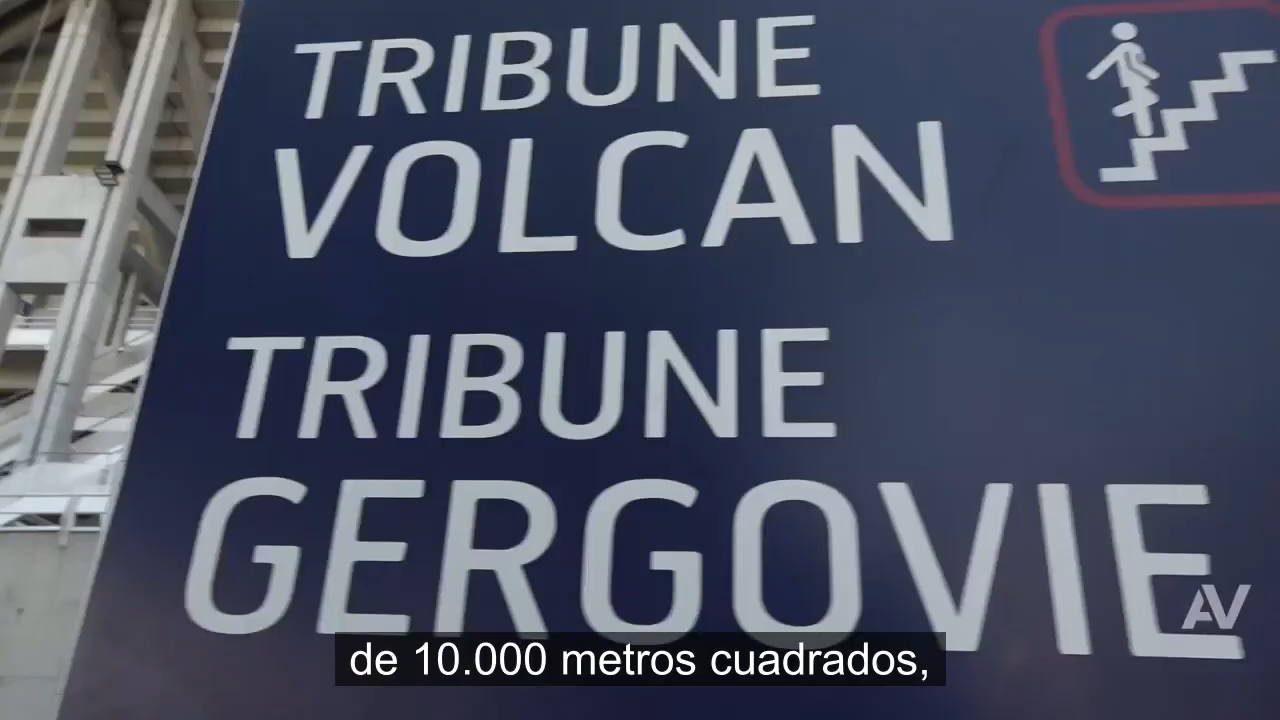 TRIBUNE
VOLCAN
TRIBUNE
GERGOVIE
AV
de 10.000 metros cuadrados,